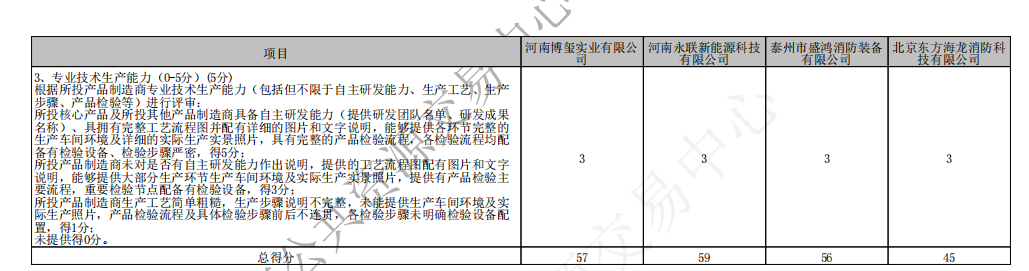 项目
河南博玺实业有限公
司
河南永联新能源科技
有限公司
泰州市盛鸿消防装备
有限公司
北京东方海龙消防科
技有限公司
3、专业技术生产能力（0-5分）(5分)
根据所投产品制造商专业技术生产能力（包括但不限于自主研发能力、生产工艺、生产
步骤、产品检验等）进行评审：
所投核心产品及所投其他产品制造商具备自主研发能力（提供研发团队名单、研发成果
名称）、具拥有完整工艺流程图并配有详细的图片和文字说明，能够提供各环节完整的
生产车间环境及详细的实际生产实景照片，具有完整的产品检验流程，各检验流程均配
备有检验设备、检验步骤严密，得5分；
所投产品制造商未对是否有自主研发能力作出说明，提供的工艺流程图配有图片和文字
说明，能够提供大部分生产环节生产车间环境及实际生产实景照片，提供有产品检验主
要流程，重要检验节点配备有检验设备，得3分；
所投产品制造商生产工艺简单粗糙，生产步骤说明不完整，未能提供生产车间环境及实
际生产照片，产品检验流程及具体检验步骤前后不连贯，各检验步骤未明确检验设备配
置，得1分；
未提供得0分。
3
3
3
3
总得分
57
59
56
45
公共资源交易中心
源交易中心